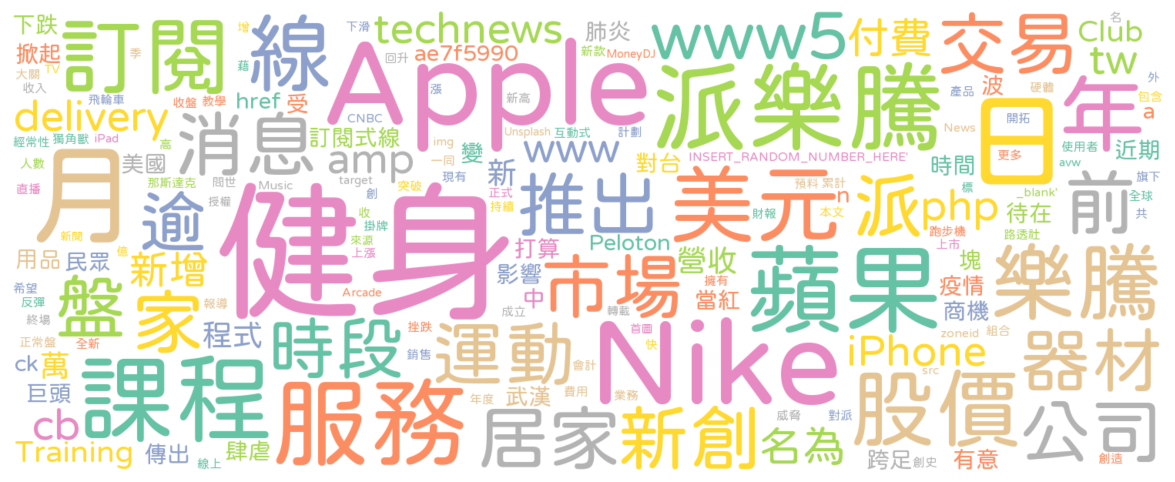 下跌
訂閱
線
technews
肺炎
www5
付費
交易
Club
名
掀起
季
增
ae7f5990
新款
MoneyDJ
tw
大關
TV
收入
藉
回升
Apple
派樂騰
波
產品
硬體
外
包含
a
年
飛輪車
收盤
教學
href
受
漲
新高
日
開拓
delivery
消息
CNBC
訂閱式線
Unsplash
互動式
計劃
經常性
獨角獸
iPad
高
img
www
News
更多
使用者
近期
人數
月
美國
amp
一同
變
對台
INSERT_RANDOM_NUMBER_HERE'
時間
avw
直播
那斯達克
問世
Music
target
現有
新
推出
美元
預料
累計
n
派
php
標
_blank'
前
旗下
全球
共
逾
授權
創
突破
正式
持續
健身
收
掛牌
財報
本文
跑步機
待在
路透社
新聞
億
來源
上漲
打算
Peloton
上市
用品
民眾
新增
影響
中
市場
營收
擁有
當紅
蘋果
塊
疫情
樂騰
希望
反彈
盤
家
報導
Arcade
成立
轉載
商機
終場
正常盤
全新
程式
時段
挫跌
運動
首圖
快
Nike
zoneid
組合
iPhone
src
器材
ck
萬
銷售
會計
巨頭
課程
服務
年度
武漢
費用
業務
股價
cb
居家
新創
威脅
對派
公司
Training
傳出
線上
肆虐
名為
跨足
創史
有意
創造
下滑